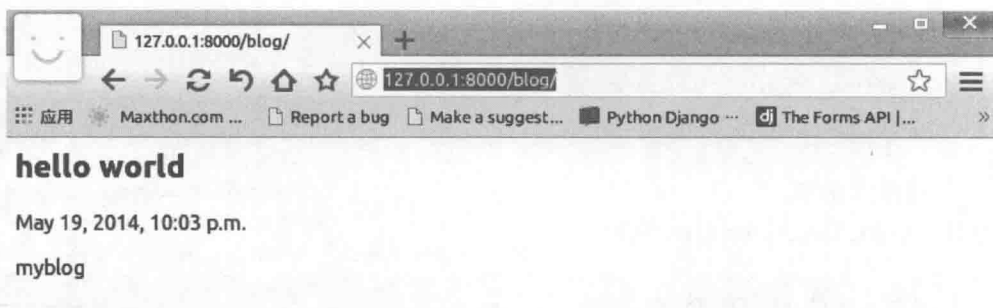 127.0.0.1:8000/blog/
127.0.0.1:8000/blog/
应用 Maxthon.com ... Report a bug Make a suggest... Python Django ... dj The Forms API |... »
hello world
May 19, 2014, 10:03 p.m.
myblog